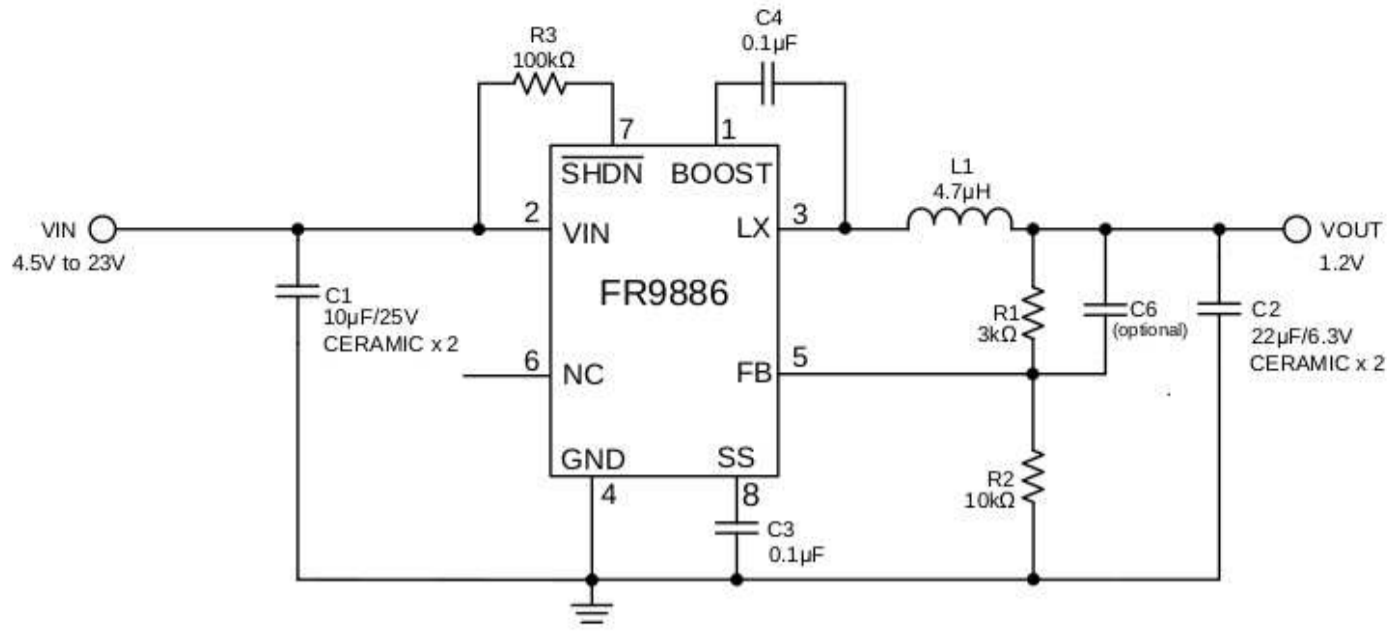 C4
0.1µF
R3
100kΩ
7
1
SHDN
BOOST
L1
4.7µH
VIN
4.5V to 23V
2
VIN
LX
3
VOUT
1.2V
FR9886
C1
10µF/25V
CERAMIC x 2
R1
3kΩ
C6
(optional)
C2
22µF/6.3V
CERAMIC x 2
6
NC
FB
5
GND
SS
4
8
R2
10kΩ
C3
0.1µF